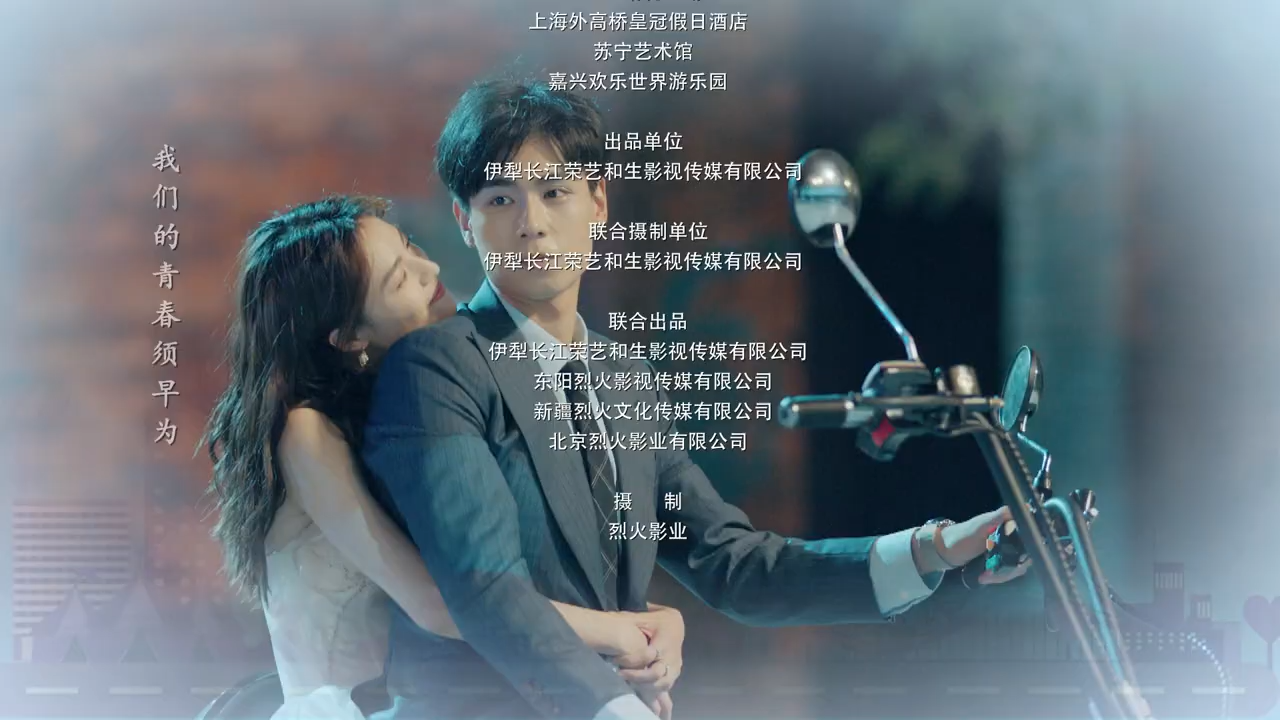 上海外高桥皇冠假日酒店
苏宁艺术馆
嘉兴欢乐世界游乐园
出品单位
伊犁长江荣艺和生影视传媒有限公司
联合摄制单位
伊犁长江荣艺和生影视传媒有限公司
联合出品
伊犁长江荣艺和生影视传媒有限公司
东阳烈火影视传媒有限公司
新疆烈火文化传媒有限公司
北京烈火影业有限公司
摄 制
烈火影业
我们的青春须早为